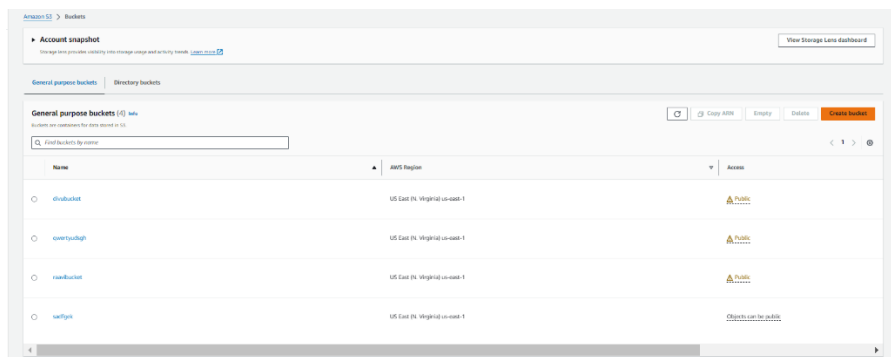 Amazon S3 > Buckets
Account snapshot
View Storage Lens dashboard
Storage lens provides visibility into storage usage and activity trends. Learn more
General purpose buckets
Directory buckets
General purpose buckets (4) Info
Copy ARN
Empty
Delete
Create bucket
Buckets are containers for data stored in S3.
Find buckets by name
1
Name
AWS Region
Access
divubucket
US East (N. Virginia) us-east-1
Public
US East (N. Virginia) us-east-1
Public
US East (N. Virginia) us-east-1
Public
US East (N. Virginia) us-east-1
Objects can be public